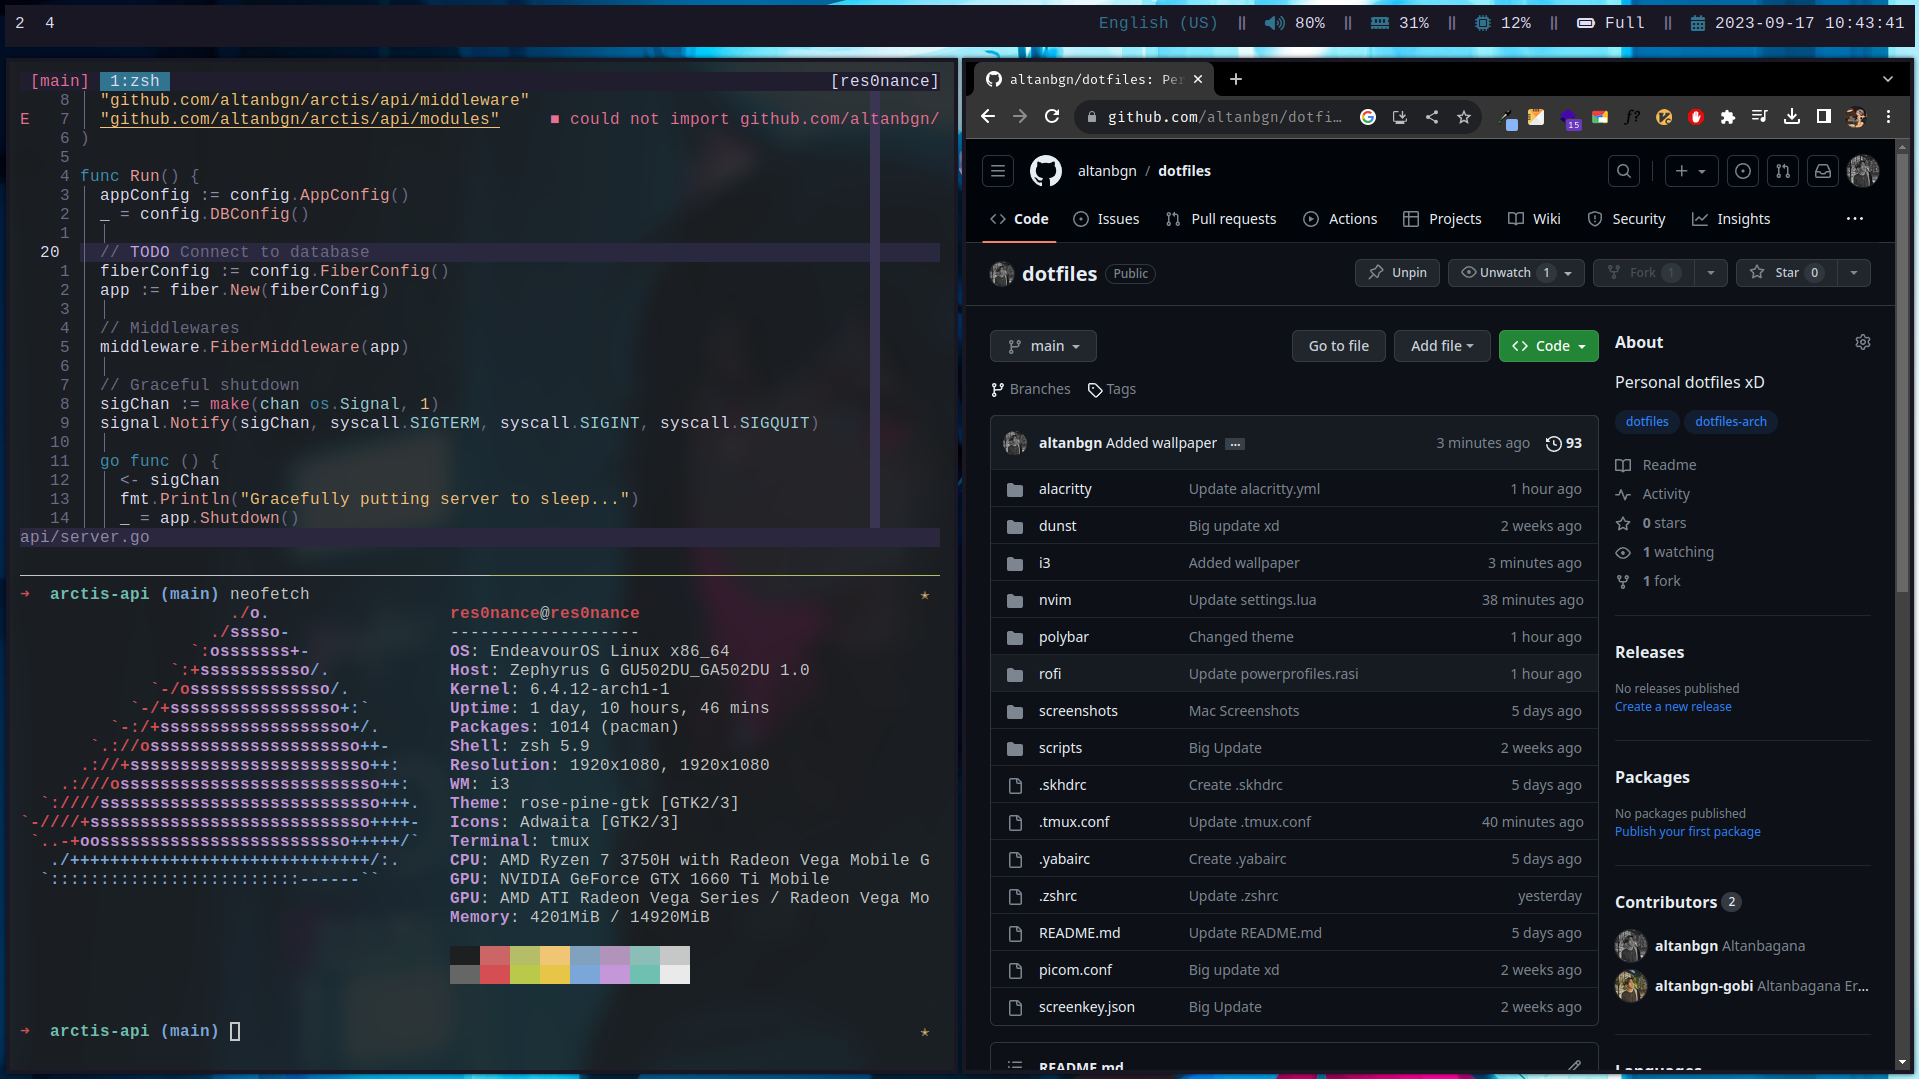 2 4
English (US) || 80% || 31% || 12% || Full || 2023-09-17 10:43:41
[main] 1:zsh [res0nance]
8 "github.com/altanbgn/arctis/api/middleware"
E 7 "github.com/altanbgn/arctis/api/modules" ■ could not import github.com/altanbgn/
6 )
5
4 func Run() {
3 appConfig := config.AppConfig()
2 _ = config.DBConfig()
1
20 // TODO Connect to database
1 fiberConfig := config.FiberConfig()
2 app := fiber.New(fiberConfig)
3
4 // Middlewares
5 middleware.FiberMiddleware(app)
6
7 // Graceful shutdown
8 sigChan := make(chan os.Signal, 1)
9 signal.Notify(sigChan, syscall.SIGTERM, syscall.SIGINT, syscall.SIGQUIT)
10
11 go func () {
12 <- sigChan
13 fmt.Println("Gracefully putting server to sleep...")
14 _ = app.Shutdown()
api/server.go
➜ arctis-api (main) neofetch ★
./o.
./sssso-
`:osssssss+-
`:+sssssssssso/.
`-/ossssssssssssso/.
`-/+sssssssssssssssso+:`
`-:/+sssssssssssssssssso+/.
`.://osssssssssssssssssssso++-
.://+ssssssssssssssssssssssso++:
.:///ossssssssssssssssssssssssso++:
`:////ssssssssssssssssssssssssssso+++.
`-////+ssssssssssssssssssssssssssso++++-
`..-+oosssssssssssssssssssssssso+++++/`
./++++++++++++++++++++++++++++++/:.
`:::::::::::::::::::::::::------``
res0nance@res0nance
-------------------
OS: EndeavourOS Linux x86_64
Host: Zephyrus G GU502DU_GA502DU 1.0
Kernel: 6.4.12-arch1-1
Uptime: 1 day, 10 hours, 46 mins
Packages: 1014 (pacman)
Shell: zsh 5.9
Resolution: 1920x1080, 1920x1080
WM: i3
Theme: rose-pine-gtk [GTK2/3]
Icons: Adwaita [GTK2/3]
Terminal: tmux
CPU: AMD Ryzen 7 3750H with Radeon Vega Mobile G
GPU: NVIDIA GeForce GTX 1660 Ti Mobile
GPU: AMD ATI Radeon Vega Series / Radeon Vega Mo
Memory: 4201MiB / 14920MiB
➜ arctis-api (main) ★
altanbgn/dotfiles: Per
github.com/altanbgn/dotfi...
15
f?
altanbgn / dotfiles
Code Issues Pull requests Actions Projects Wiki Security Insights ...
dotfiles Public
Unpin Unwatch 1 Fork 1 Star 0
main Go to file Add file Code
Branches Tags
altanbgn Added wallpaper ... 3 minutes ago 93
alacritty Update alacritty.yml 1 hour ago
dunst Big update xd 2 weeks ago
i3 Added wallpaper 3 minutes ago
nvim Update settings.lua 38 minutes ago
polybar Changed theme 1 hour ago
rofi Update powerprofiles.rasi 1 hour ago
screenshots Mac Screenshots 5 days ago
scripts Big Update 2 weeks ago
.skhdrc Create .skhdrc 5 days ago
.tmux.conf Update .tmux.conf 40 minutes ago
.yabairc Create .yabairc 5 days ago
.zshrc Update .zshrc yesterday
README.md Update README.md 5 days ago
picom.conf Big update xd 2 weeks ago
screenkey.json Big Update 2 weeks ago
README.md
About
Personal dotfiles xD
dotfiles dotfiles-arch
Readme
Activity
0 stars
1 watching
1 fork
Releases
No releases published
Create a new release
Packages
No packages published
Publish your first package
Contributors 2
altanbgn Altanbagana
altanbgn-gobi Altanbagana Er...
Languages